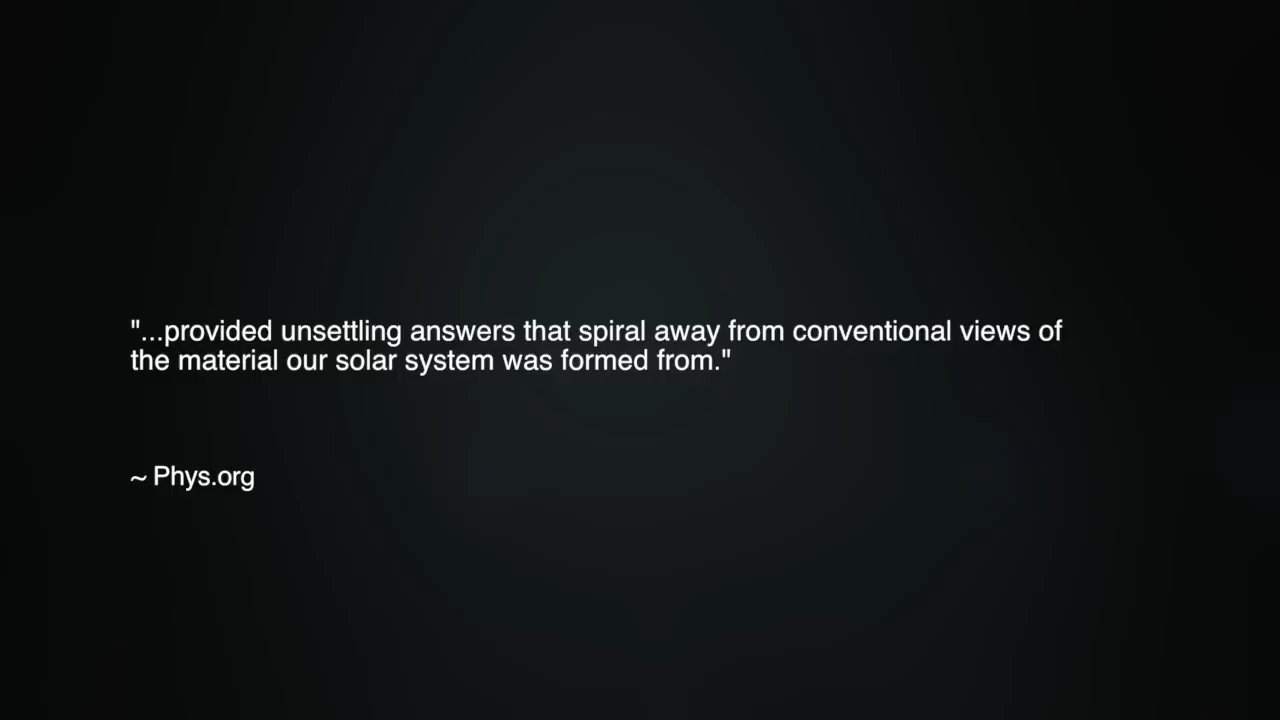 "...provided unsettling answers that spiral away from conventional views of
the material our solar system was formed from."
~ Phys.org